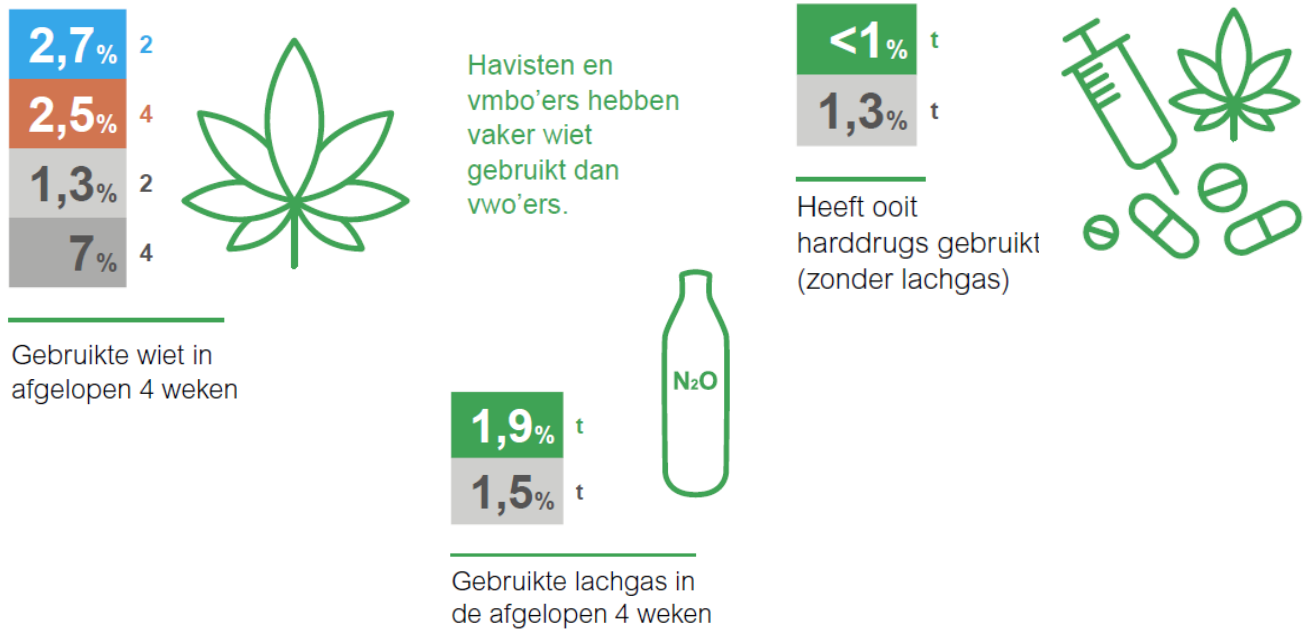 2,7% 2
2,5% 4
1,3% 2
7% 4
Gebruikte wiet in
afgelopen 4 weken
Havisten en
vmbo'ers hebben
vaker wiet
gebruikt dan
vwo'ers.
N₂O
1,9% t
1,5% t
Gebruikte lachgas in
de afgelopen 4 weken
<1% t
1,3% t
Heeft ooit
harddrugs gebruikt
(zonder lachgas)